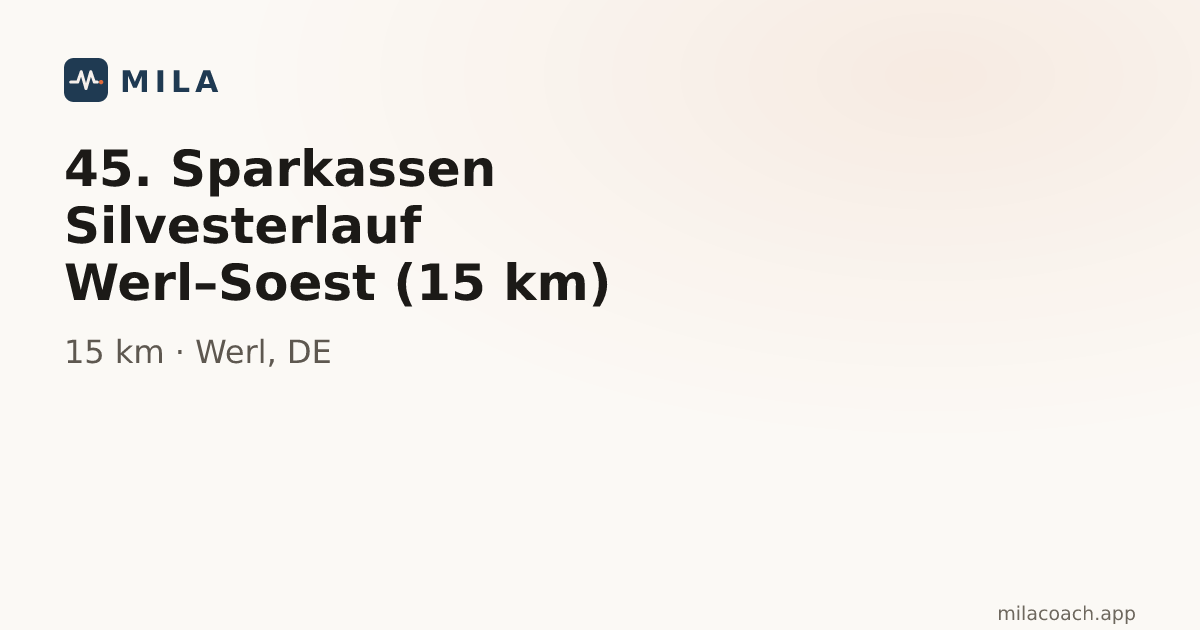 MILA
45. Sparkassen
Silvesterlauf
Werl–Soest (15 km)
15 km · Werl, DE
milacoach.app